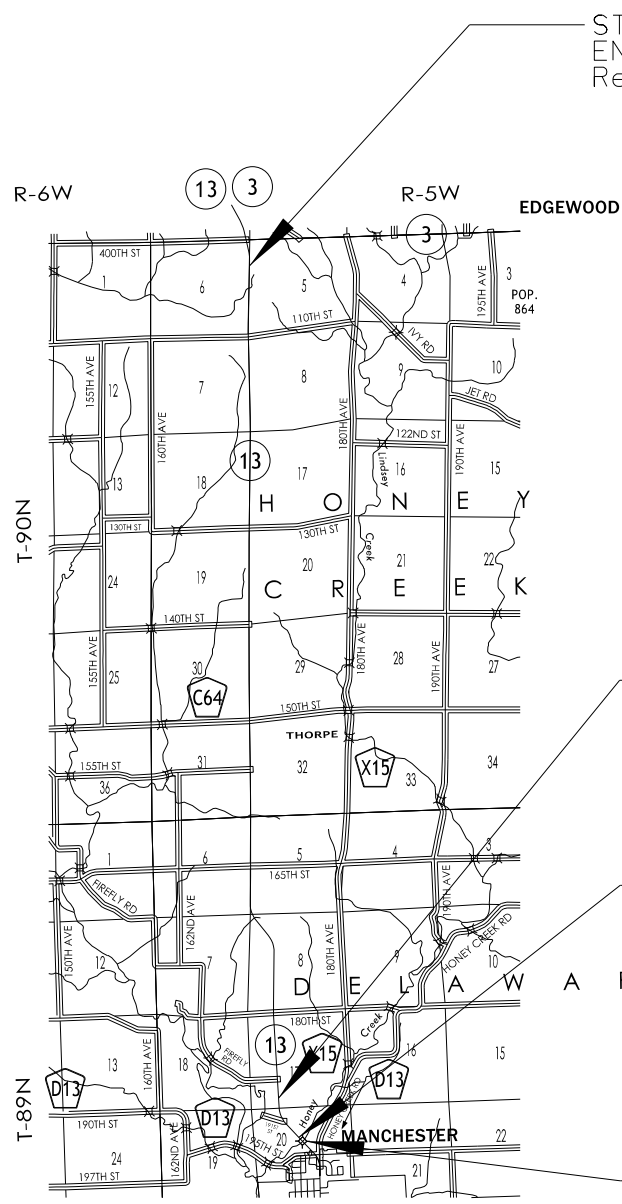 ST
EN
Re
R-6W
13
3
R-5W
EDGEWOOD
3
400TH ST
1
6
5
4
195TH AVE
3
POP.
864
110TH ST
IVY RD
155TH AVE
12
7
8
9
10
160TH AVE
JET RD
180TH AVE
122ND ST
190TH AVE
13
17
16
15
Lindsey
13
18
T-90N
H O N E Y
130TH ST
130TH ST
Creek
24
19
20
21
22
C R E E K
140TH ST
155TH AVE
25
30
29
180TH AVE
28
190TH AVE
27
C64
150TH ST
THORPE
155TH ST
31
32
X15
33
34
36
1
6
5
4
3
165TH ST
FIREFLY RD
190TH AVE
150TH AVE
162ND AVE
180TH AVE
HONEY CREEK RD
12
7
8
9
10
D E L A W A
180TH ST
Creek
13
160TH AVE
18
FIREFLY
13
X15
16
15
D13
D13
D13
T-89N
190TH ST
191ST ST
Honey
162ND AVE
195TH ST
20
MANCHESTER
22
24
19
21
197TH ST